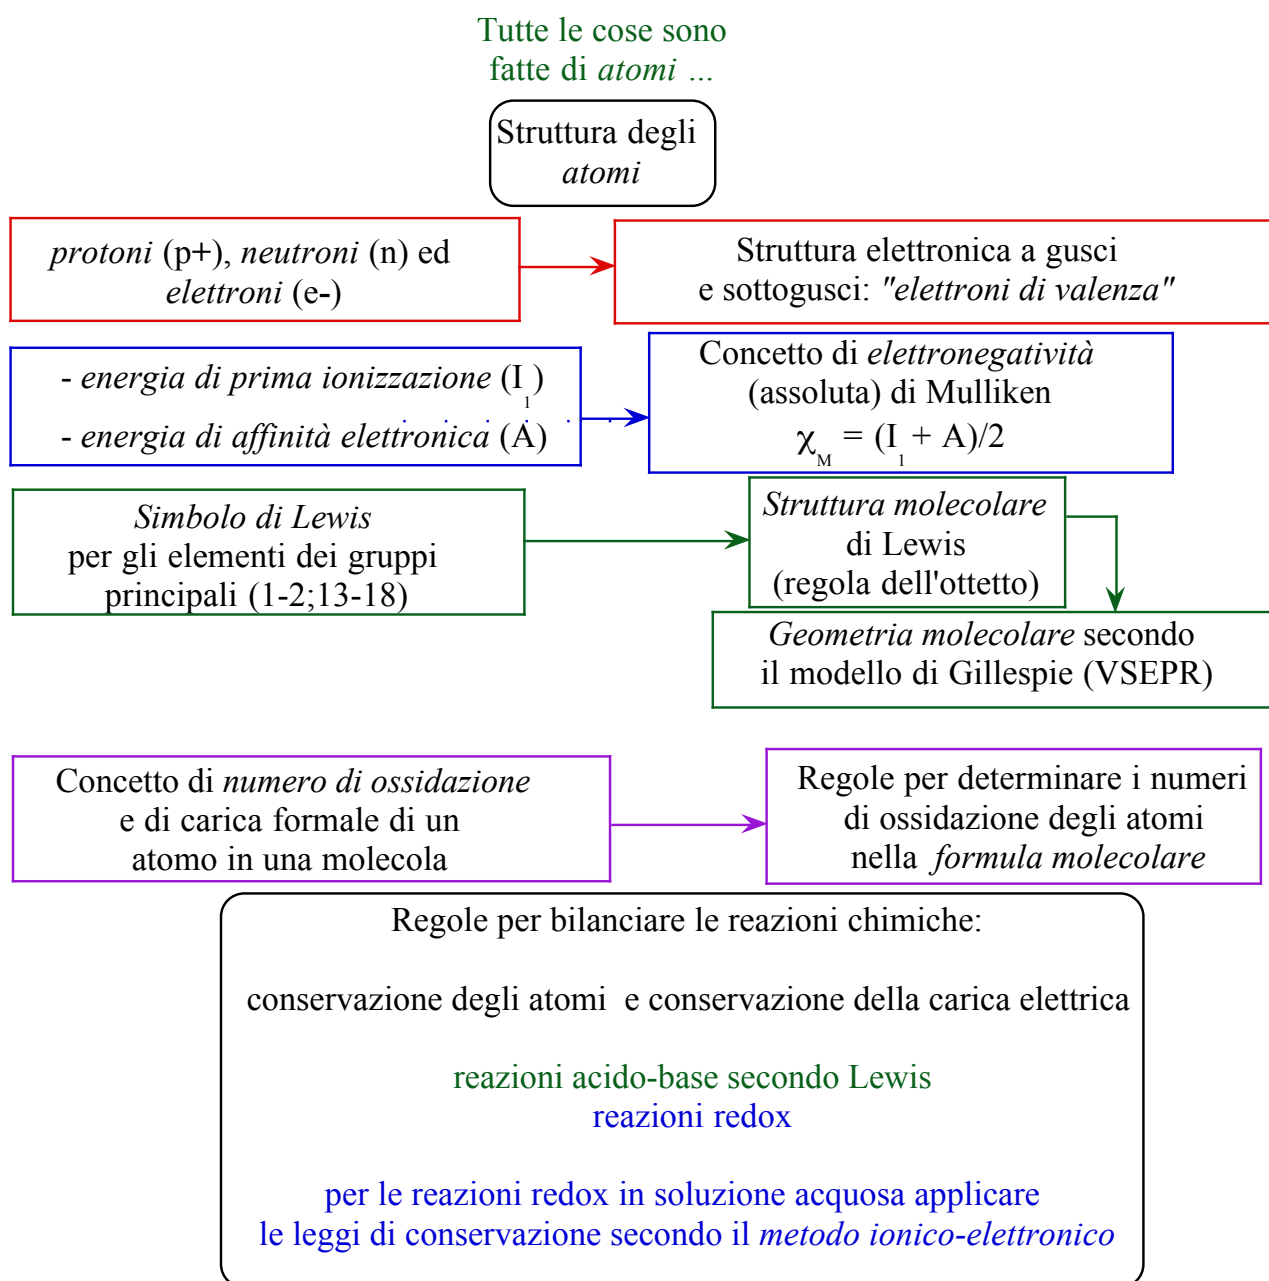 Tutte le cose sono
fatte di atomi ...
Struttura degli
atomi
protoni (p+), neutroni (n) ed
elettroni (e-)
Struttura elettronica a gusci
e sottogusci: "elettroni di valenza"
- energia di prima ionizzazione (I₁)
- energia di affinità elettronica (A)
Concetto di elettronegatività
(assoluta) di Mulliken
χ_M = (I₁ + A)/2
Simbolo di Lewis
per gli elementi dei gruppi
principali (1-2;13-18)
Struttura molecolare
di Lewis
(regola dell'ottetto)
Geometria molecolare secondo
il modello di Gillespie (VSEPR)
Concetto di numero di ossidazione
e di carica formale di un
atomo in una molecola
Regole per determinare i numeri
di ossidazione degli atomi
nella formula molecolare
Regole per bilanciare le reazioni chimiche:
conservazione degli atomi e conservazione della carica elettrica
reazioni acido-base secondo Lewis
reazioni redox
per le reazioni redox in soluzione acquosa applicare
le leggi di conservazione secondo il metodo ionico-elettronico